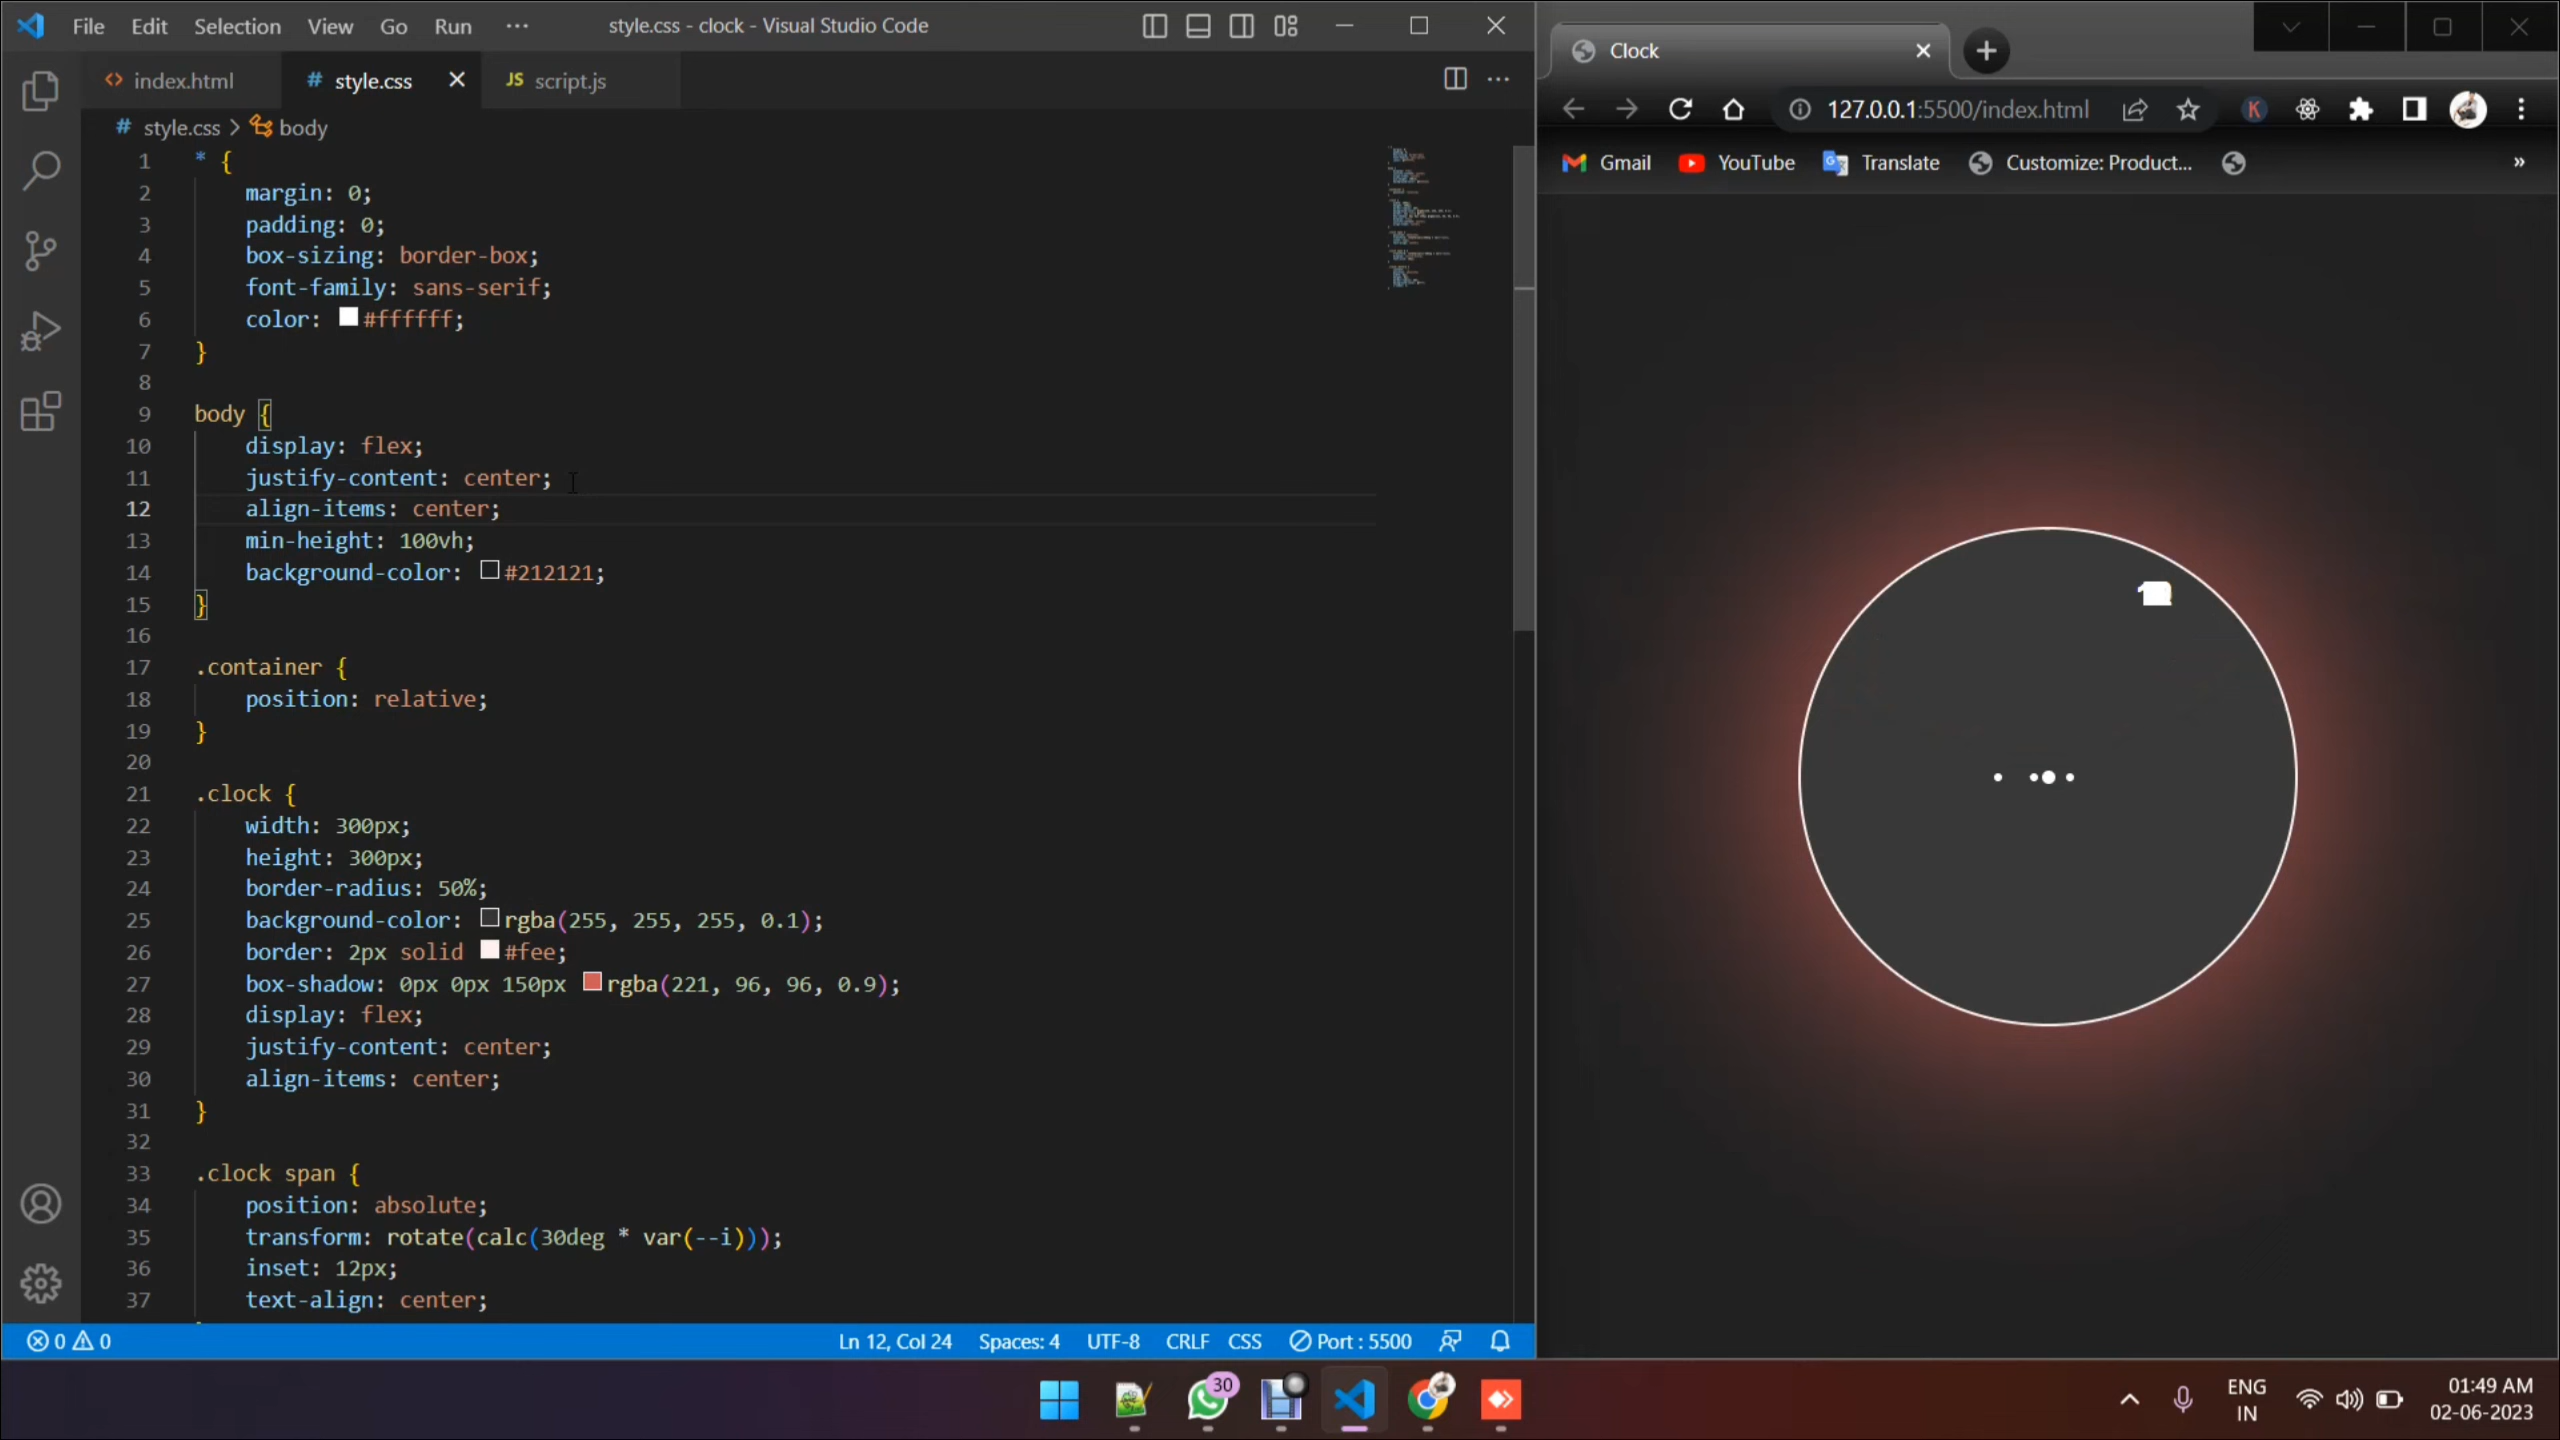 File Edit Selection View Go Run ··· style.css - clock - Visual Studio Code
index.html # style.css JS script.js
# style.css > body
1 * {
2 margin: 0;
3 padding: 0;
4 box-sizing: border-box;
5 font-family: sans-serif;
6 color: #ffffff;
7 }
8
9 body {
10 display: flex;
11 justify-content: center;
12 align-items: center;
13 min-height: 100vh;
14 background-color: #212121;
15 }
16
17 .container {
18 position: relative;
19 }
20
21 .clock {
22 width: 300px;
23 height: 300px;
24 border-radius: 50%;
25 background-color: rgba(255, 255, 255, 0.1);
26 border: 2px solid #fee;
27 box-shadow: 0px 0px 150px rgba(221, 96, 96, 0.9);
28 display: flex;
29 justify-content: center;
30 align-items: center;
31 }
32
33 .clock span {
34 position: absolute;
35 transform: rotate(calc(30deg * var(--i)));
36 inset: 12px;
37 text-align: center;
0 0 Ln 12, Col 24 Spaces: 4 UTF-8 CRLF CSS Port : 5500
Clock
127.0.0.1:5500/index.html K
Gmail YouTube Translate Customize: Product... »
30
ENG
IN
01:49 AM
02-06-2023